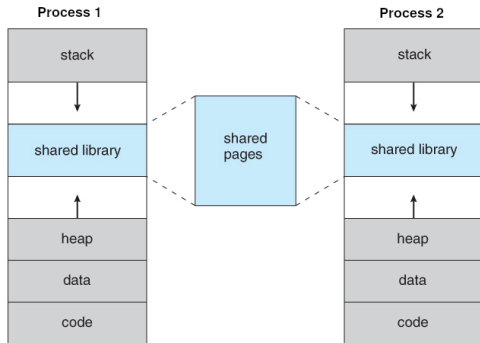 Process 1
stack
shared library
heap
data
code
shared
pages
Process 2
stack
shared library
heap
data
code